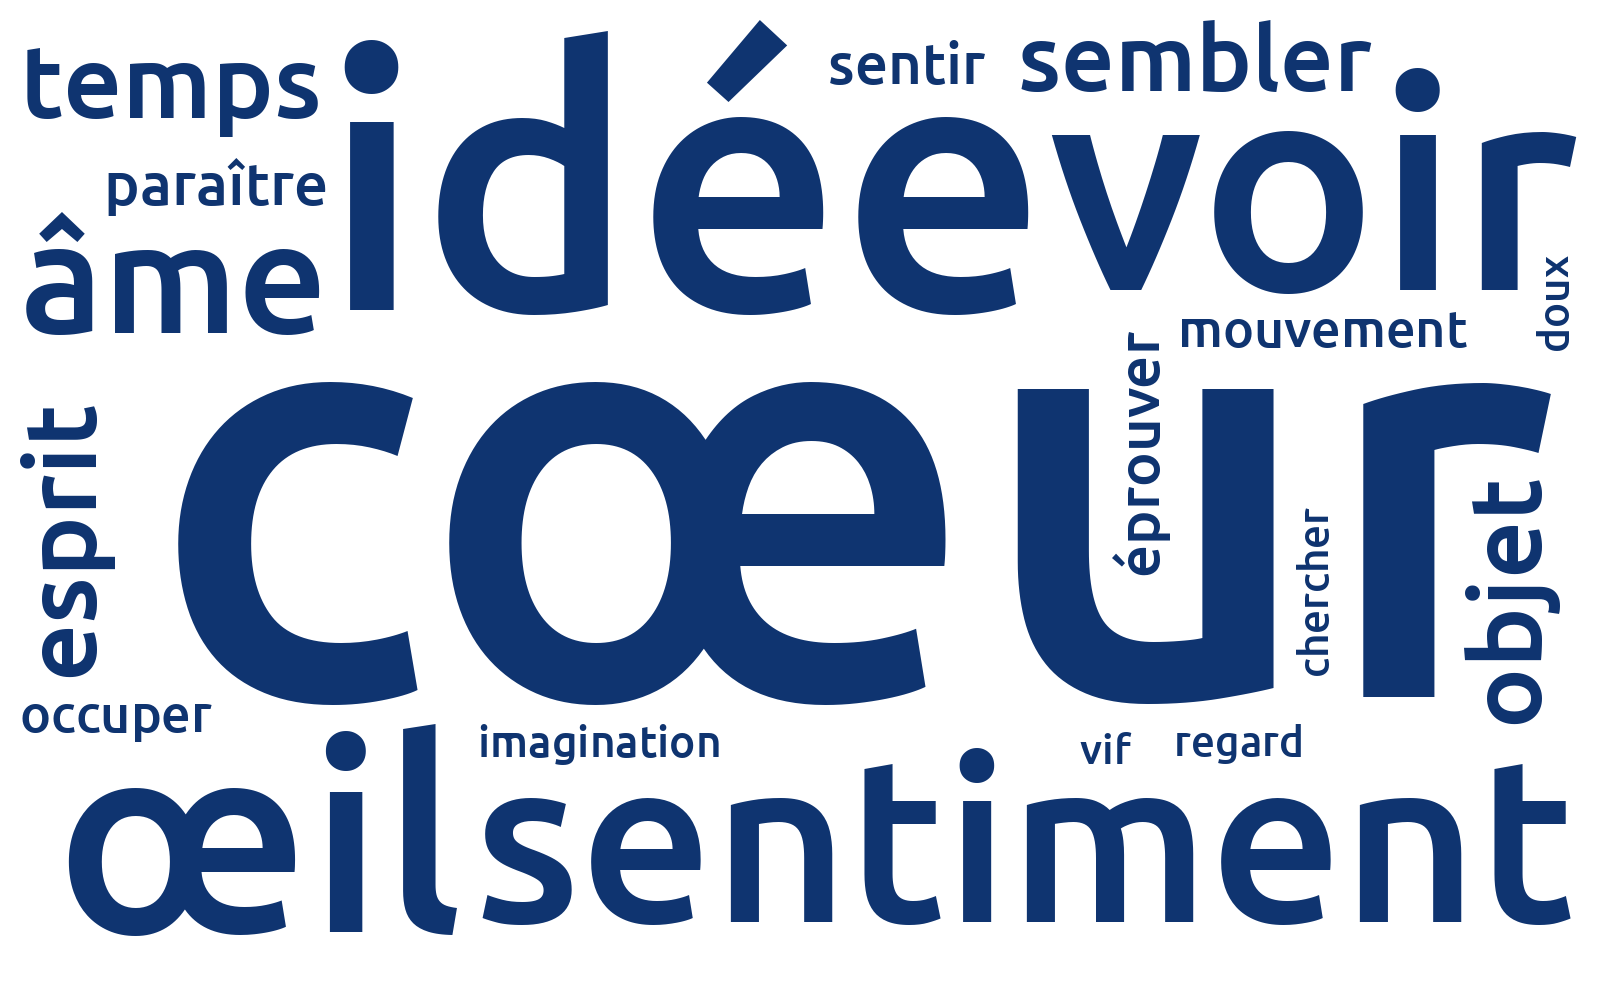 temps
idée
sentir
sembler
voir
paraître
âme
doux
mouvement
éprouver
esprit
cœur
chercher
objet
occuper
œil
imagination
vif
regard
sentiment